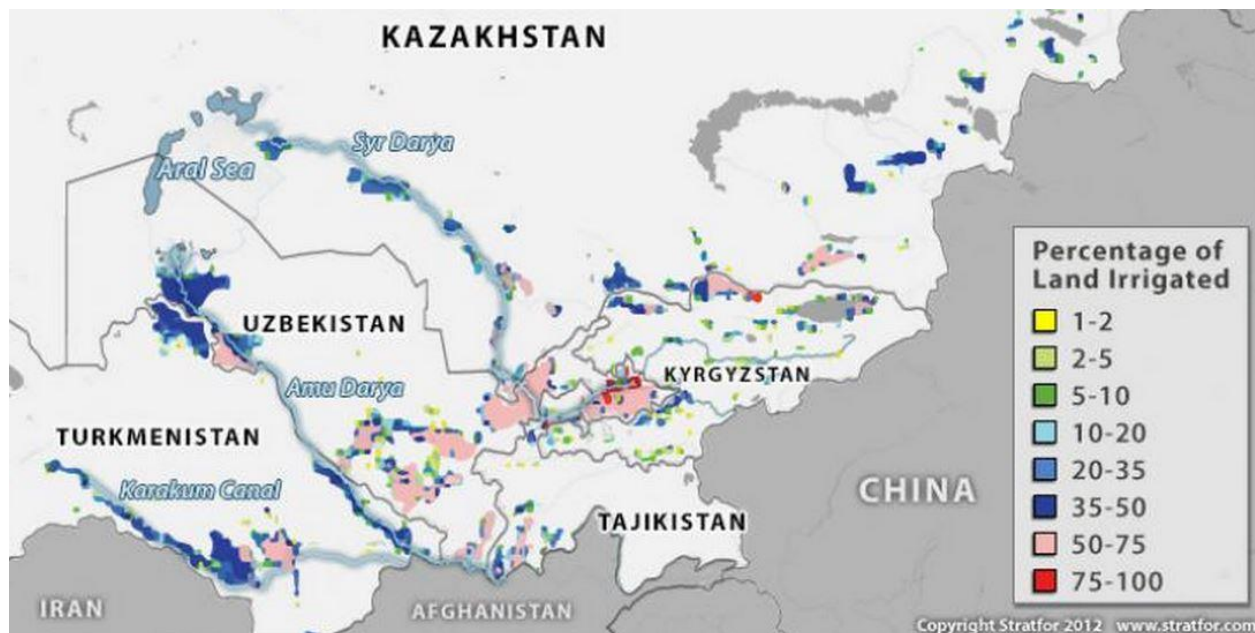 KAZAKHSTAN
Syr Darya
Aral Sea
UZBEKISTAN
Amu Darya
KYRGYZSTAN
TURKMENISTAN
Karakum Canal
TAJIKISTAN
CHINA
IRAN
AFGHANISTAN
Percentage of
Land Irrigated
1-2
2-5
5-10
10-20
20-35
35-50
50-75
75-100
Copyright Stratfor 2012 www.stratfor.com